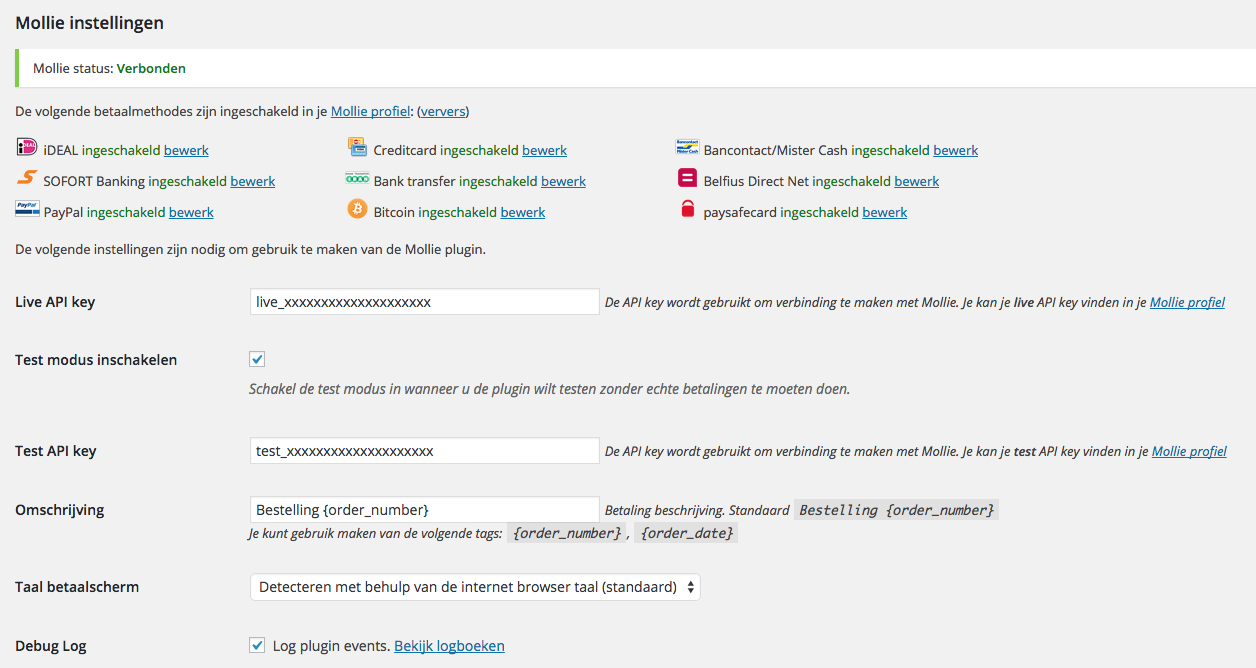 Mollie instellingen
Mollie status: Verbonden
De volgende betaalmethodes zijn ingeschakeld in je Mollie profiel: (ververs)
iDEAL ingeschakeld bewerk
Creditcard ingeschakeld bewerk
Bancontact/Mister Cash ingeschakeld bewerk
SOFORT Banking ingeschakeld bewerk
Bank transfer ingeschakeld bewerk
Belfius Direct Net ingeschakeld bewerk
PayPal ingeschakeld bewerk
Bitcoin ingeschakeld bewerk
paysafecard ingeschakeld bewerk
De volgende instellingen zijn nodig om gebruik te maken van de Mollie plugin.
Live API key
live_xxxxxxxxxxxxxxxxxxxx
De API key wordt gebruikt om verbinding te maken met Mollie. Je kan je live API key vinden in je Mollie profiel
Test modus inschakelen
Schakel de test modus in wanneer u de plugin wilt testen zonder echte betalingen te moeten doen.
Test API key
test_xxxxxxxxxxxxxxxxxxxx
De API key wordt gebruikt om verbinding te maken met Mollie. Je kan je test API key vinden in je Mollie profiel
Omschrijving
Bestelling {order_number}
Betaling beschrijving. Standaard Bestelling {order_number}
Je kunt gebruik maken van de volgende tags: {order_number} , {order_date}
Taal betaalscherm
Detecteren met behulp van de internet browser taal (standaard)
Debug Log
Log plugin events. Bekijk logboeken